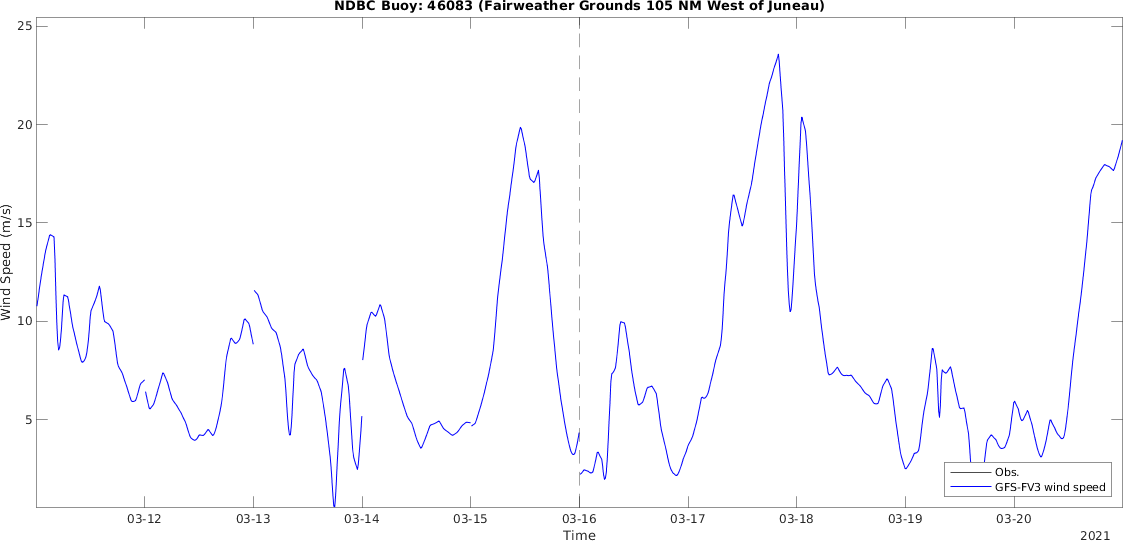 NDBC Buoy: 46083 (Fairweather Grounds 105 NM West of Juneau)
25
20
15
10
5
Wind Speed (m/s)
Obs.
GFS-FV3 wind speed
03-12 03-13 03-14 03-15 03-16 03-17 03-18 03-19 03-20
Time
2021